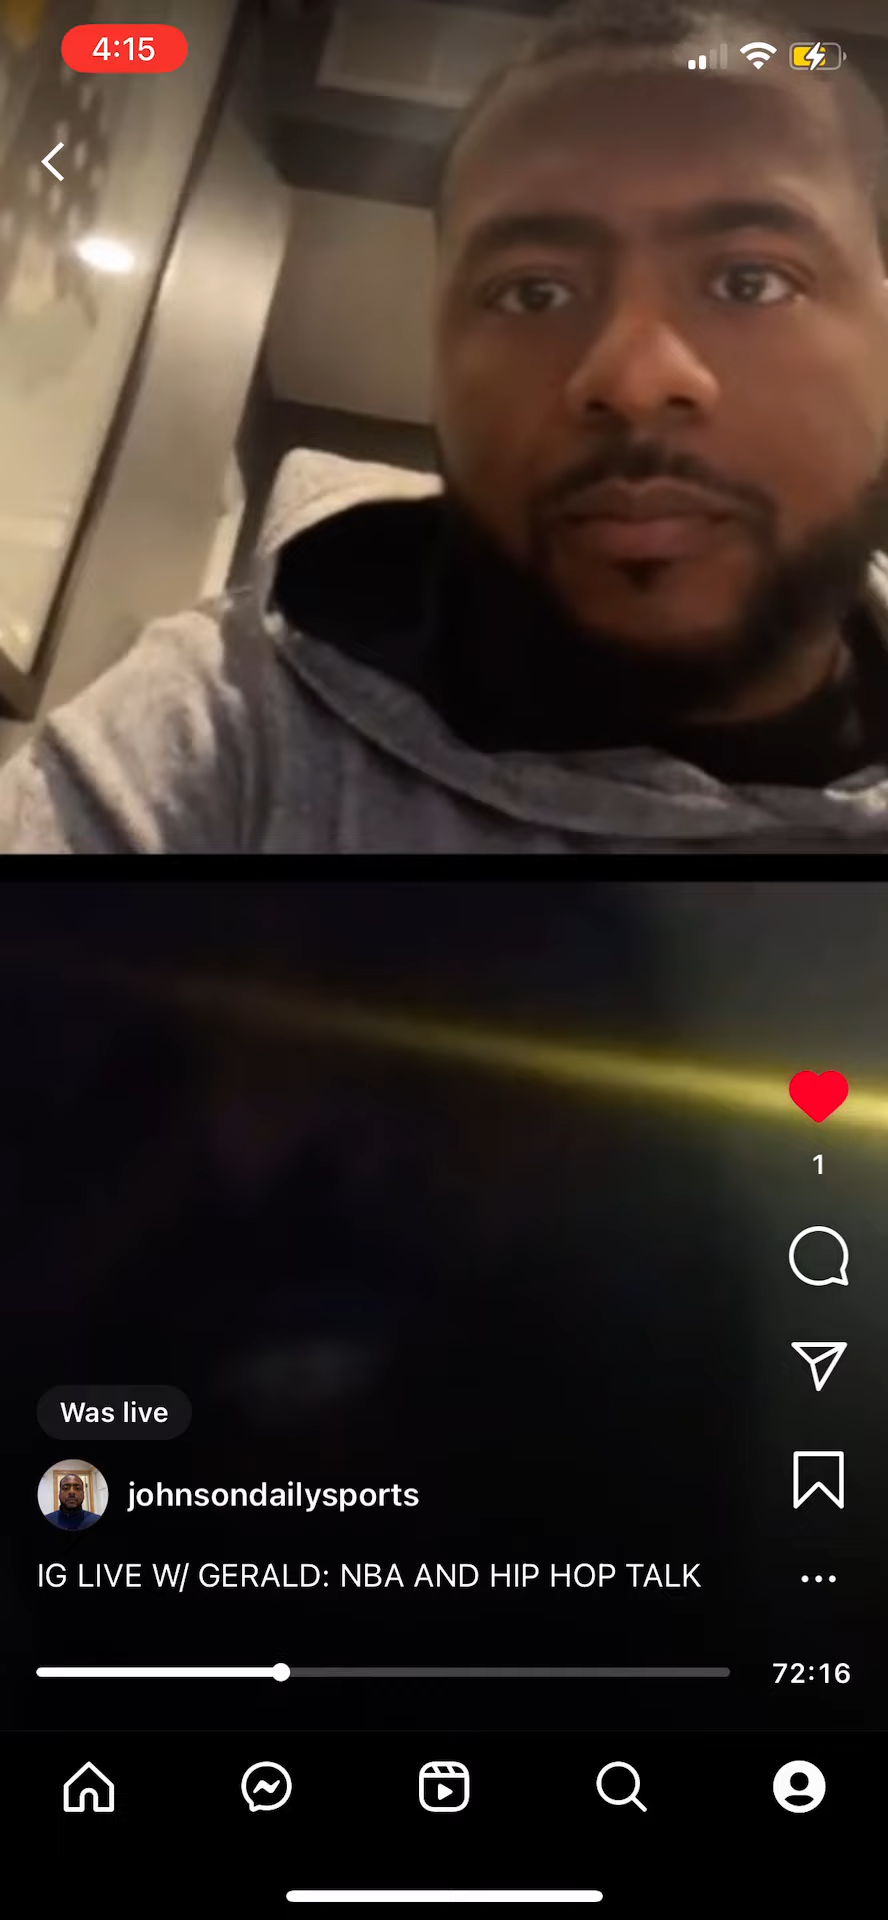 4:15
1
Was live
johnsondailysports
IG LIVE W/ GERALD: NBA AND HIP HOP TALK
72:16